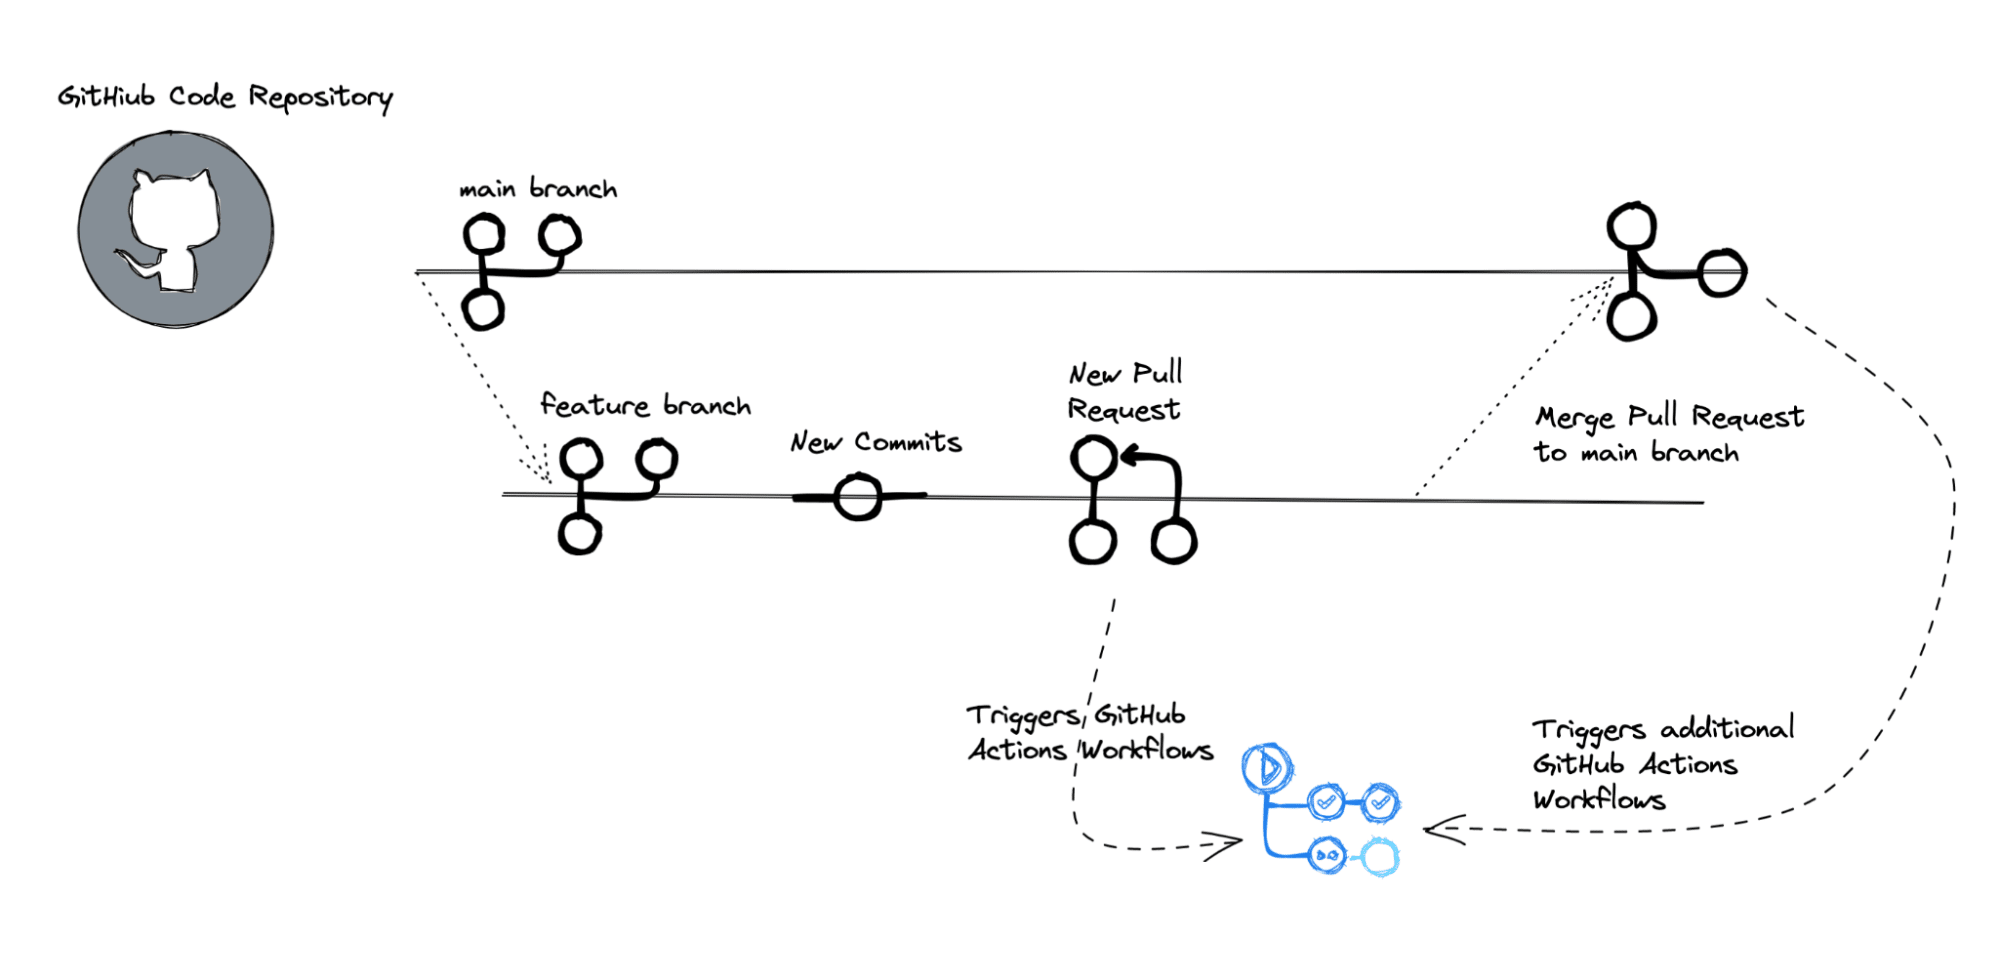 GitHiub Code Repository
main branch
feature branch
New Commits
New Pull
Request
Merge Pull Request
to main branch
Triggers GitHub
Actions Workflows
Triggers additional
GitHub Actions
Workflows